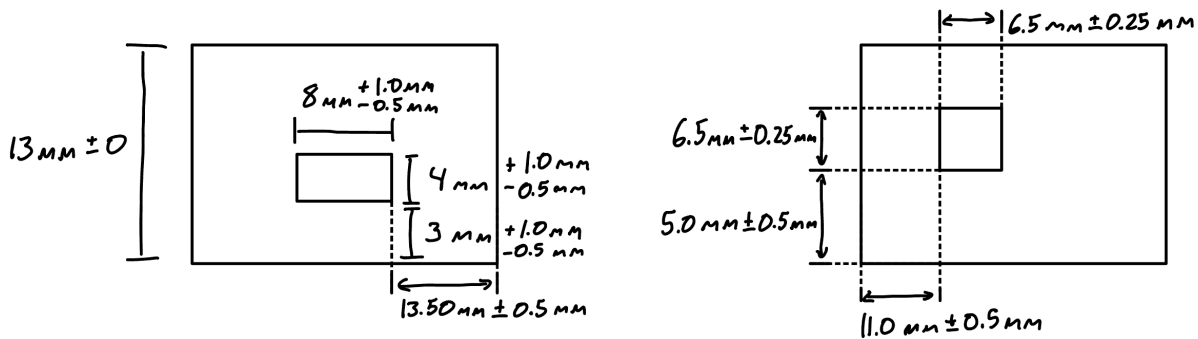 13 mm ± 0
8 mm +1.0 mm
-0.5 mm
4 mm +1.0 mm
-0.5 mm
3 mm +1.0 mm
-0.5 mm
13.50 mm ± 0.5 mm
6.5 mm ± 0.25 mm
6.5 mm ± 0.25 mm
5.0 mm ± 0.5 mm
11.0 mm ± 0.5 mm